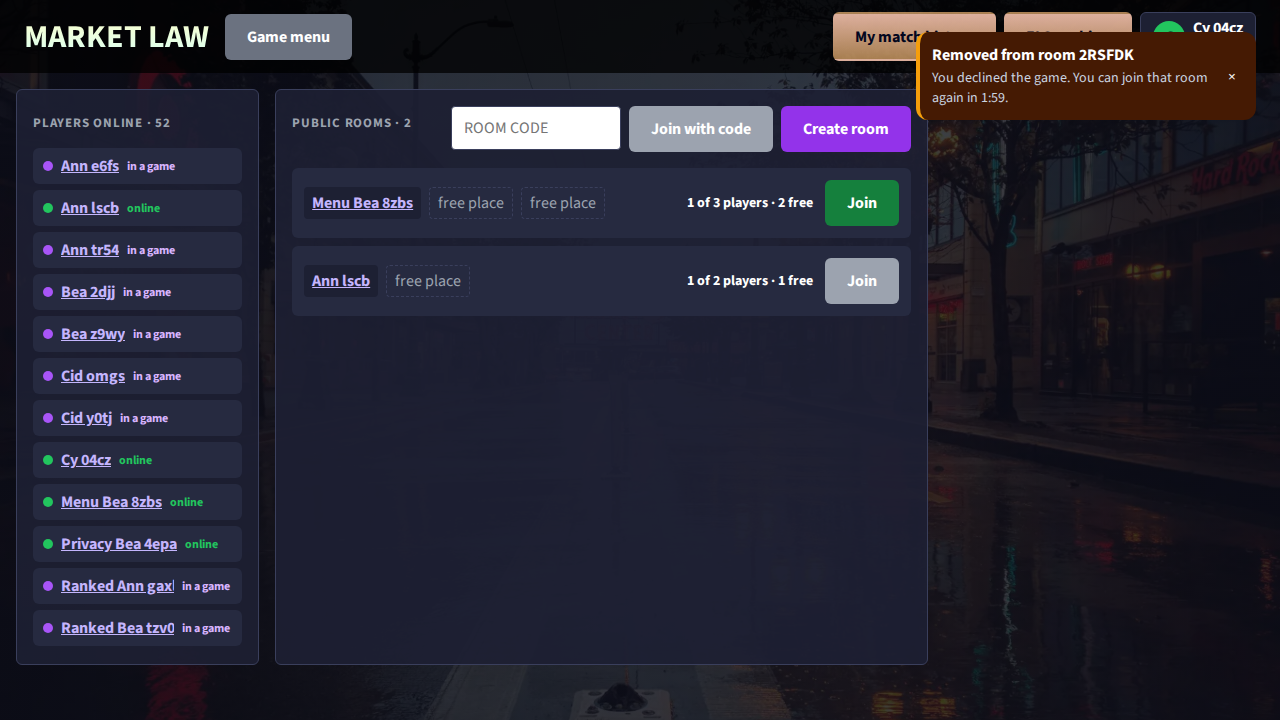 MARKET LAW
Game menu
My match
Cy 04cz
Removed from room 2RSFDK
You declined the game. You can join that room
again in 1:59.
×
PLAYERS ONLINE · 52
Ann e6fs in a game
Ann lscb online
Ann tr54 in a game
Bea 2djj in a game
Bea z9wy in a game
Cid omgs in a game
Cid y0tj in a game
Cy 04cz online
Menu Bea 8zbs online
Privacy Bea 4epa online
Ranked Ann gax in a game
Ranked Bea tzv0 in a game
PUBLIC ROOMS · 2
ROOM CODE
Join with code
Create room
Menu Bea 8zbs free place free place 1 of 3 players · 2 free Join
Ann lscb free place 1 of 2 players · 1 free Join
Hard Rock